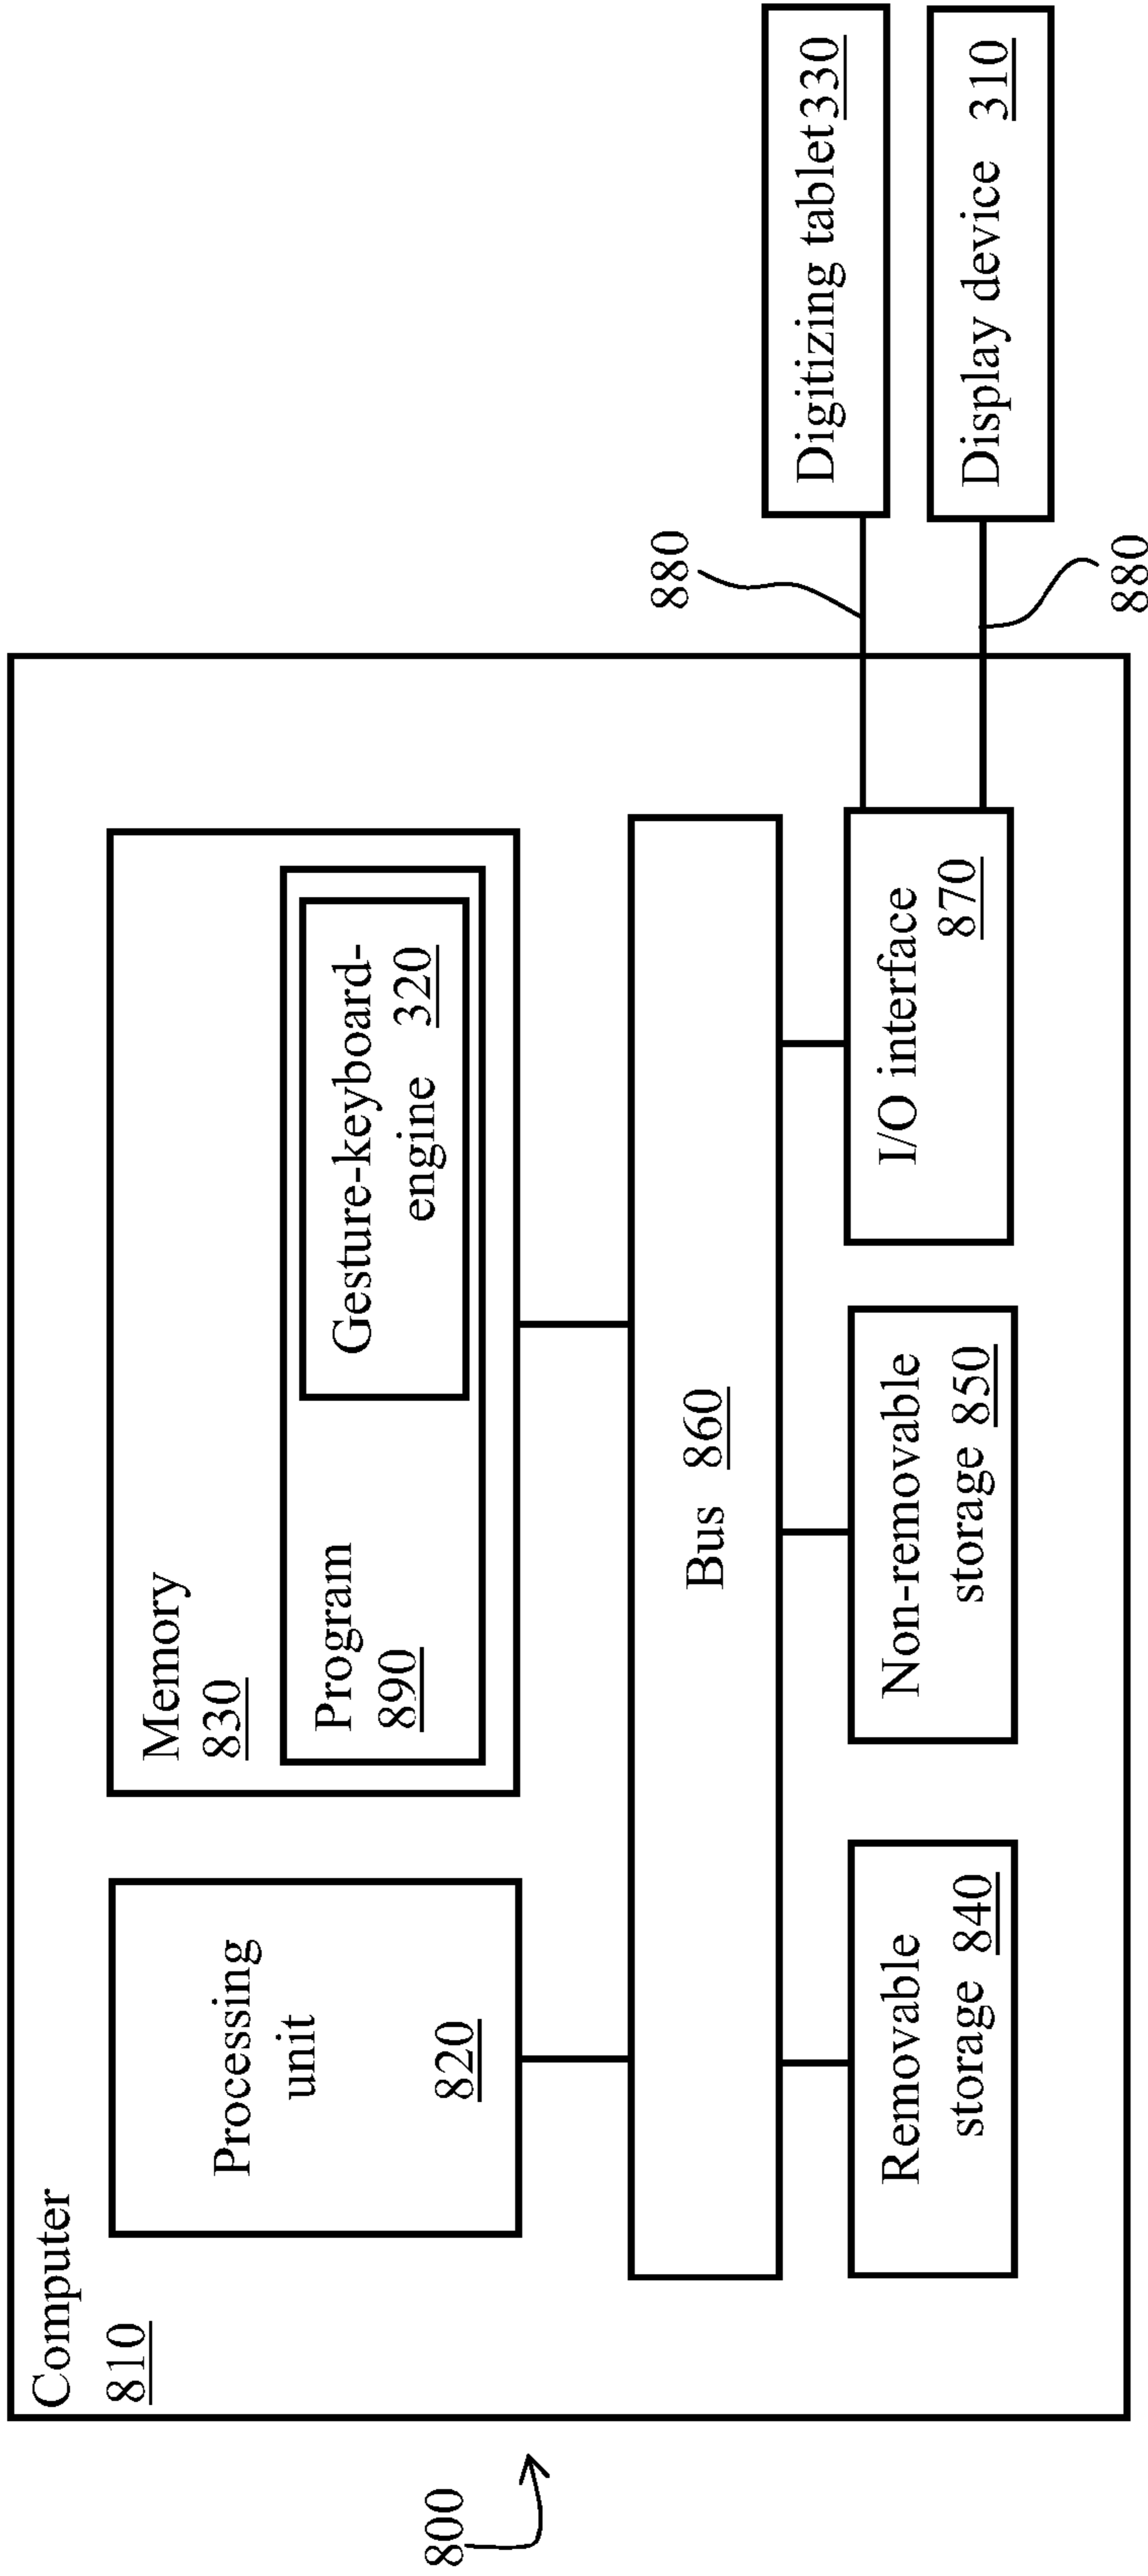 800
Computer
810
Processing
unit
820
Memory
830
Program
890
Gesture-keyboard-
engine 320
Bus 860
Removable
storage 840
Non-removable
storage 850
I/O interface
870
880
Digitizing tablet 330
Display device 310
880